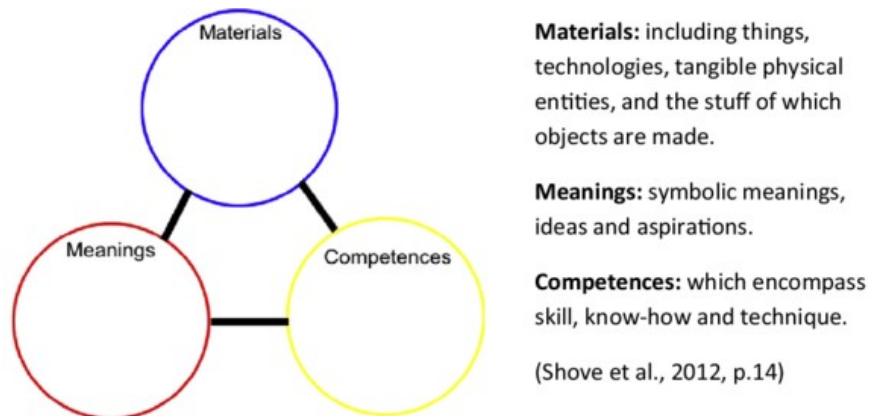 Materials
Meanings
Competences
Materials: including things,
technologies, tangible physical
entities, and the stuff of which
objects are made.
Meanings: symbolic meanings,
ideas and aspirations.
Competences: which encompass
skill, know-how and technique.
(Shove et al., 2012, p.14)